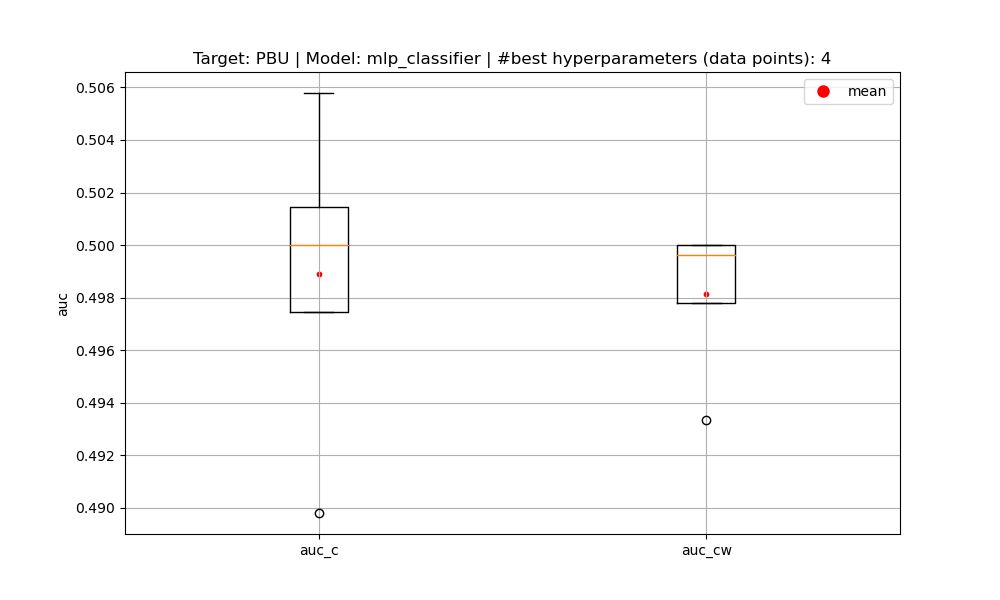 Target: PBU | Model: mlp_classifier | #best hyperparameters (data points): 4
mean
0.506
0.504
0.502
0.500
0.498
0.496
0.494
0.492
0.490
auc
auc_c
auc_cw